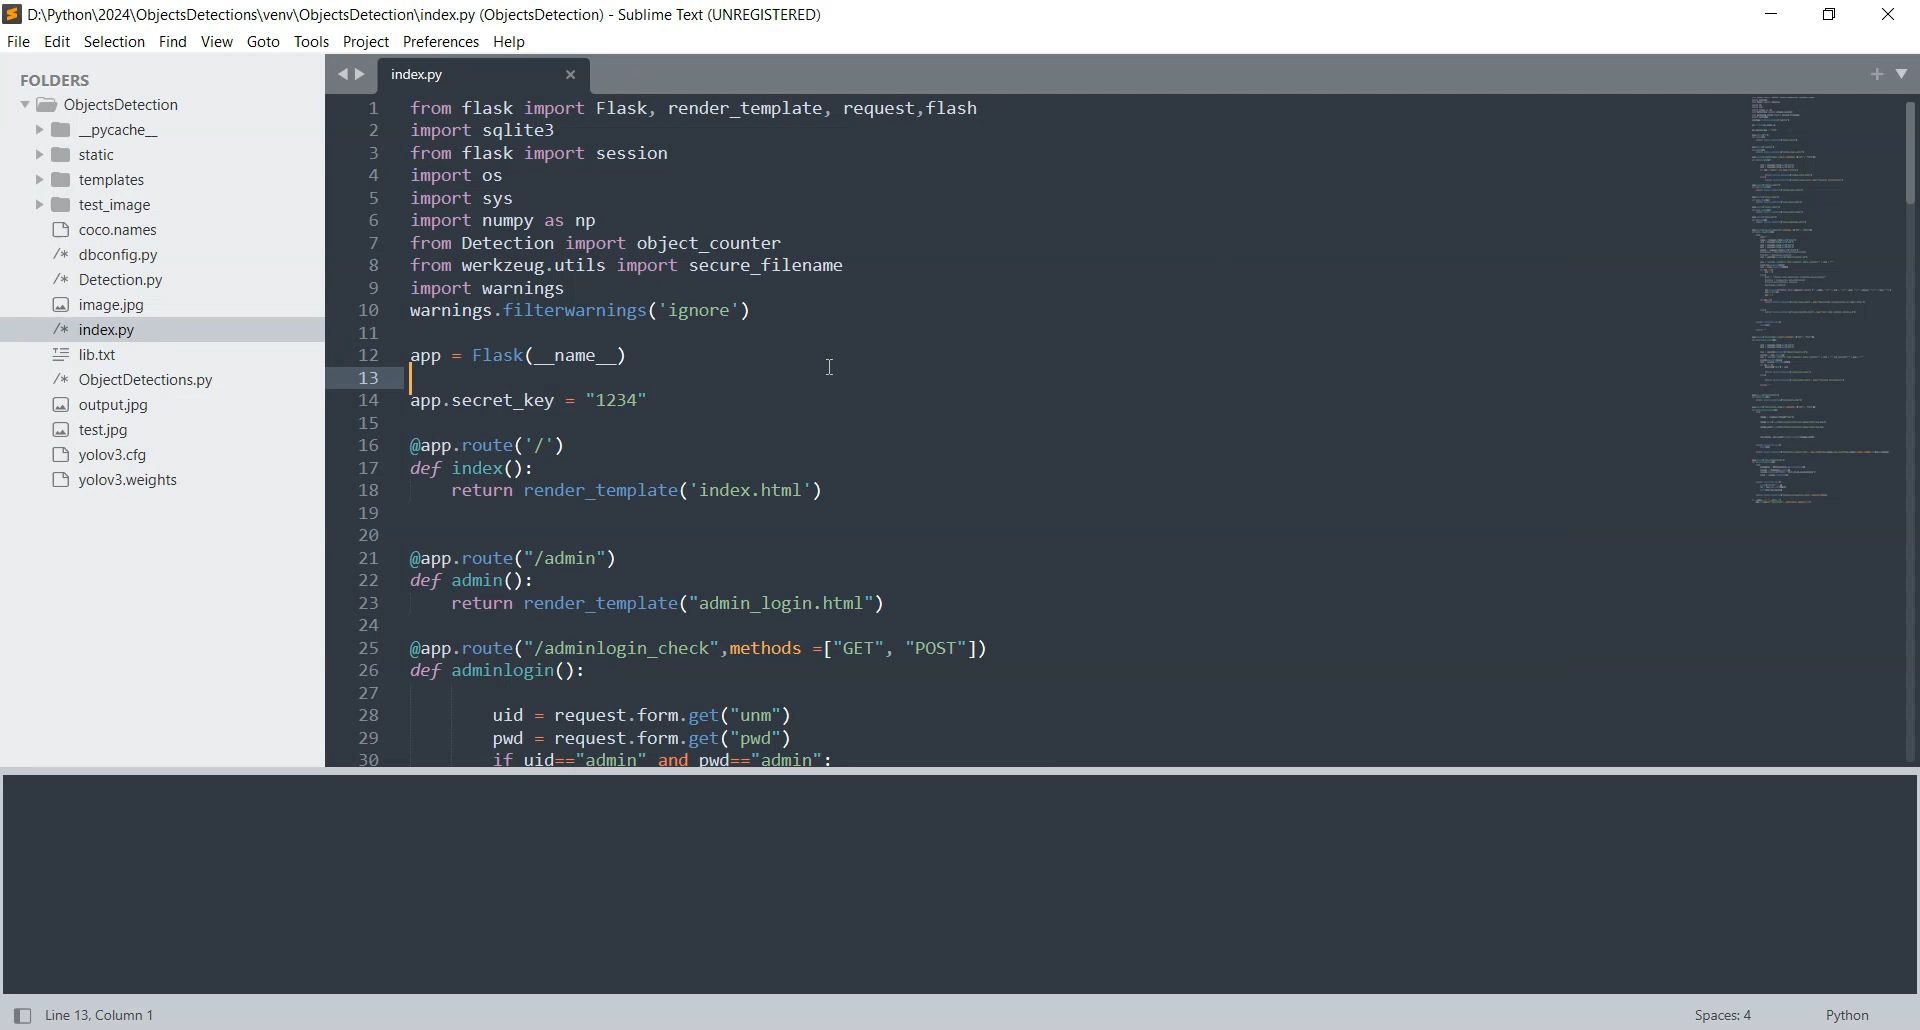 D:\Python\2024\ObjectsDetections\venv\ObjectsDetection\index.py (ObjectsDetection) - Sublime Text (UNREGISTERED)
File Edit Selection Find View Goto Tools Project Preferences Help
FOLDERS
ObjectsDetection
__pycache__
static
templates
test_image
coco.names
/* dbconfig.py
/* Detection.py
image.jpg
/* index.py
lib.txt
/* ObjectDetections.py
output.jpg
test.jpg
yolov3.cfg
yolov3.weights
index.py
1 from flask import Flask, render_template, request,flash
2 import sqlite3
3 from flask import session
4 import os
5 import sys
6 import numpy as np
7 from Detection import object_counter
8 from werkzeug.utils import secure_filename
9 import warnings
10 warnings.filterwarnings('ignore')
11
12 app = Flask(__name__)
13
14 app.secret_key = "1234"
15
16 @app.route('/')
17 def index():
18     return render_template('index.html')
19
20
21 @app.route("/admin")
22 def admin():
23     return render_template("admin_login.html")
24
25 @app.route("/adminlogin_check",methods =["GET", "POST"])
26 def adminlogin():
27
28         uid = request.form.get("unm")
29         pwd = request.form.get("pwd")
30         if uid=="admin" and pwd=="admin":
Line 13, Column 1
Spaces: 4
Python